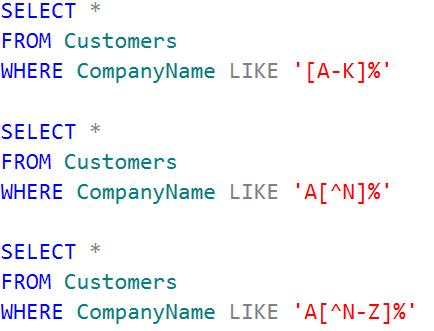 SELECT *
FROM Customers
WHERE CompanyName LIKE '[A-K]%'
SELECT *
FROM Customers
WHERE CompanyName LIKE 'A[^N]%'
SELECT *
FROM Customers
WHERE CompanyName LIKE 'A[^N-Z]%'